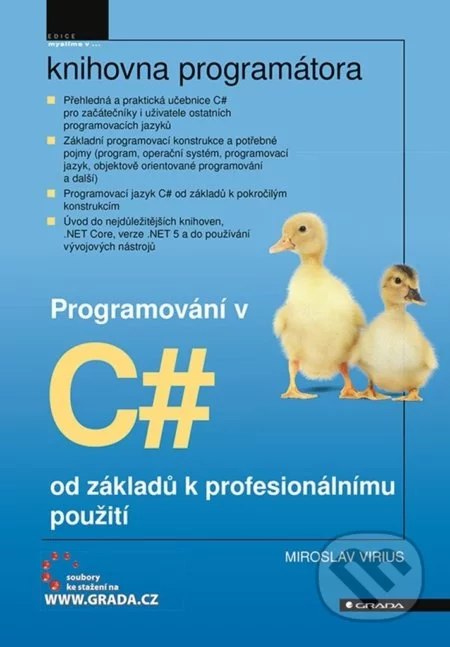 EDICE
myslíme v ...
knihovna programátora
Přehledná a praktická učebnice C#
pro začátečníky i uživatele ostatních
programovacích jazyků
Základní programovací konstrukce a potřebné
pojmy (program, operační systém, programovací
jazyk, objektově orientované programování
a další)
Programovací jazyk C# od základů k pokročilým
konstrukcím
Úvod do nejdůležitějších knihoven,
.NET Core, verze .NET 5 a do používání
vývojových nástrojů
Programování v
C#
od základů k profesionálnímu
použití
MIROSLAV VIRIUS
soubory
ke stažení na
WWW.GRADA.CZ
GRADA